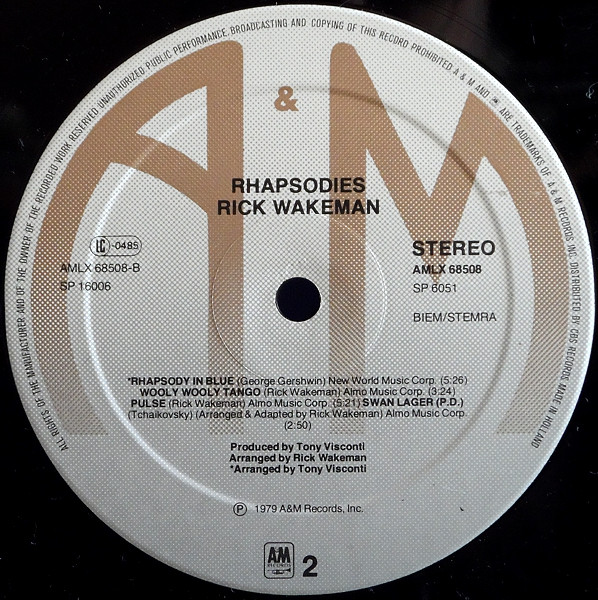 ALL RIGHTS OF THE MANUFACTURER AND OF THE OWNER OF THE RECORDED WORK RESERVED UNAUTHORIZED PUBLIC PERFORMANCE, BROADCASTING AND COPYING OF THIS RECORD PROHIBITED A & M AND ARE TRADEMARKS OF A & M RECORDS INC. DISTRIBUTED BY CBS RECORDS, MADE IN HOLLAND
A & M
RHAPSODIES
RICK WAKEMAN
LC -0485
AMLX 68508-B
SP 16006
STEREO
AMLX 68508
SP 6051
BIEM/STEMRA
*RHAPSODY IN BLUE (George Gershwin) New World Music Corp. (5:26)
WOOLY WOOLY TANGO (Rick Wakeman) Almo Music Corp. (3:24)
PULSE (Rick Wakeman) Almo Music Corp. (5:21) SWAN LAGER (P.D.)
(Tchaikovsky) (Arranged & Adapted by Rick Wakeman) Almo Music Corp.
(2:50)
Produced by Tony Visconti
Arranged by Rick Wakeman
*Arranged by Tony Visconti
Ⓟ 1979 A&M Records, Inc.
A&M
RECORDS
2